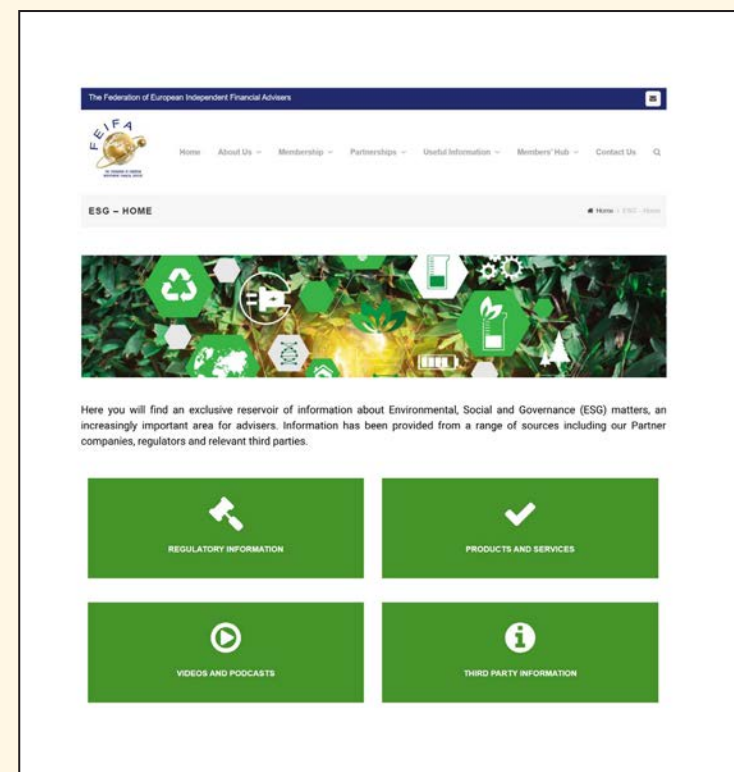 The Federation of European Independent Financial Advisers
FEIFA
Home About Us Membership Partnerships Useful Information Members' Hub Contact Us
ESG – HOME
Home / ESG – Home
Here you will find an exclusive reservoir of information about Environmental, Social and Governance (ESG) matters, an
increasingly important area for advisers. Information has been provided from a range of sources including our Partner
companies, regulators and relevant third parties.
REGULATORY INFORMATION
PRODUCTS AND SERVICES
VIDEOS AND PODCASTS
THIRD PARTY INFORMATION